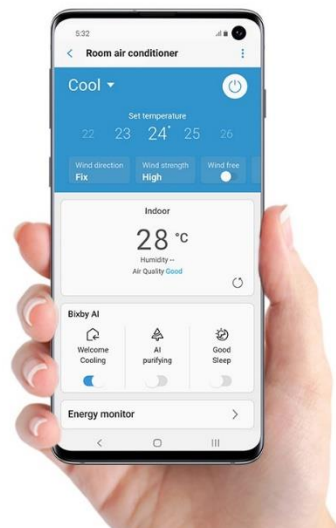 5:32
Room air conditioner
Cool
Set temperature
22 23 24° 25 26
Wind direction Wind strength Wind free
Fix High
Indoor
28 °C
Humidity --
Air Quality Good
Bixby AI
Welcome AI Good
Cooling purifying Sleep
Energy monitor